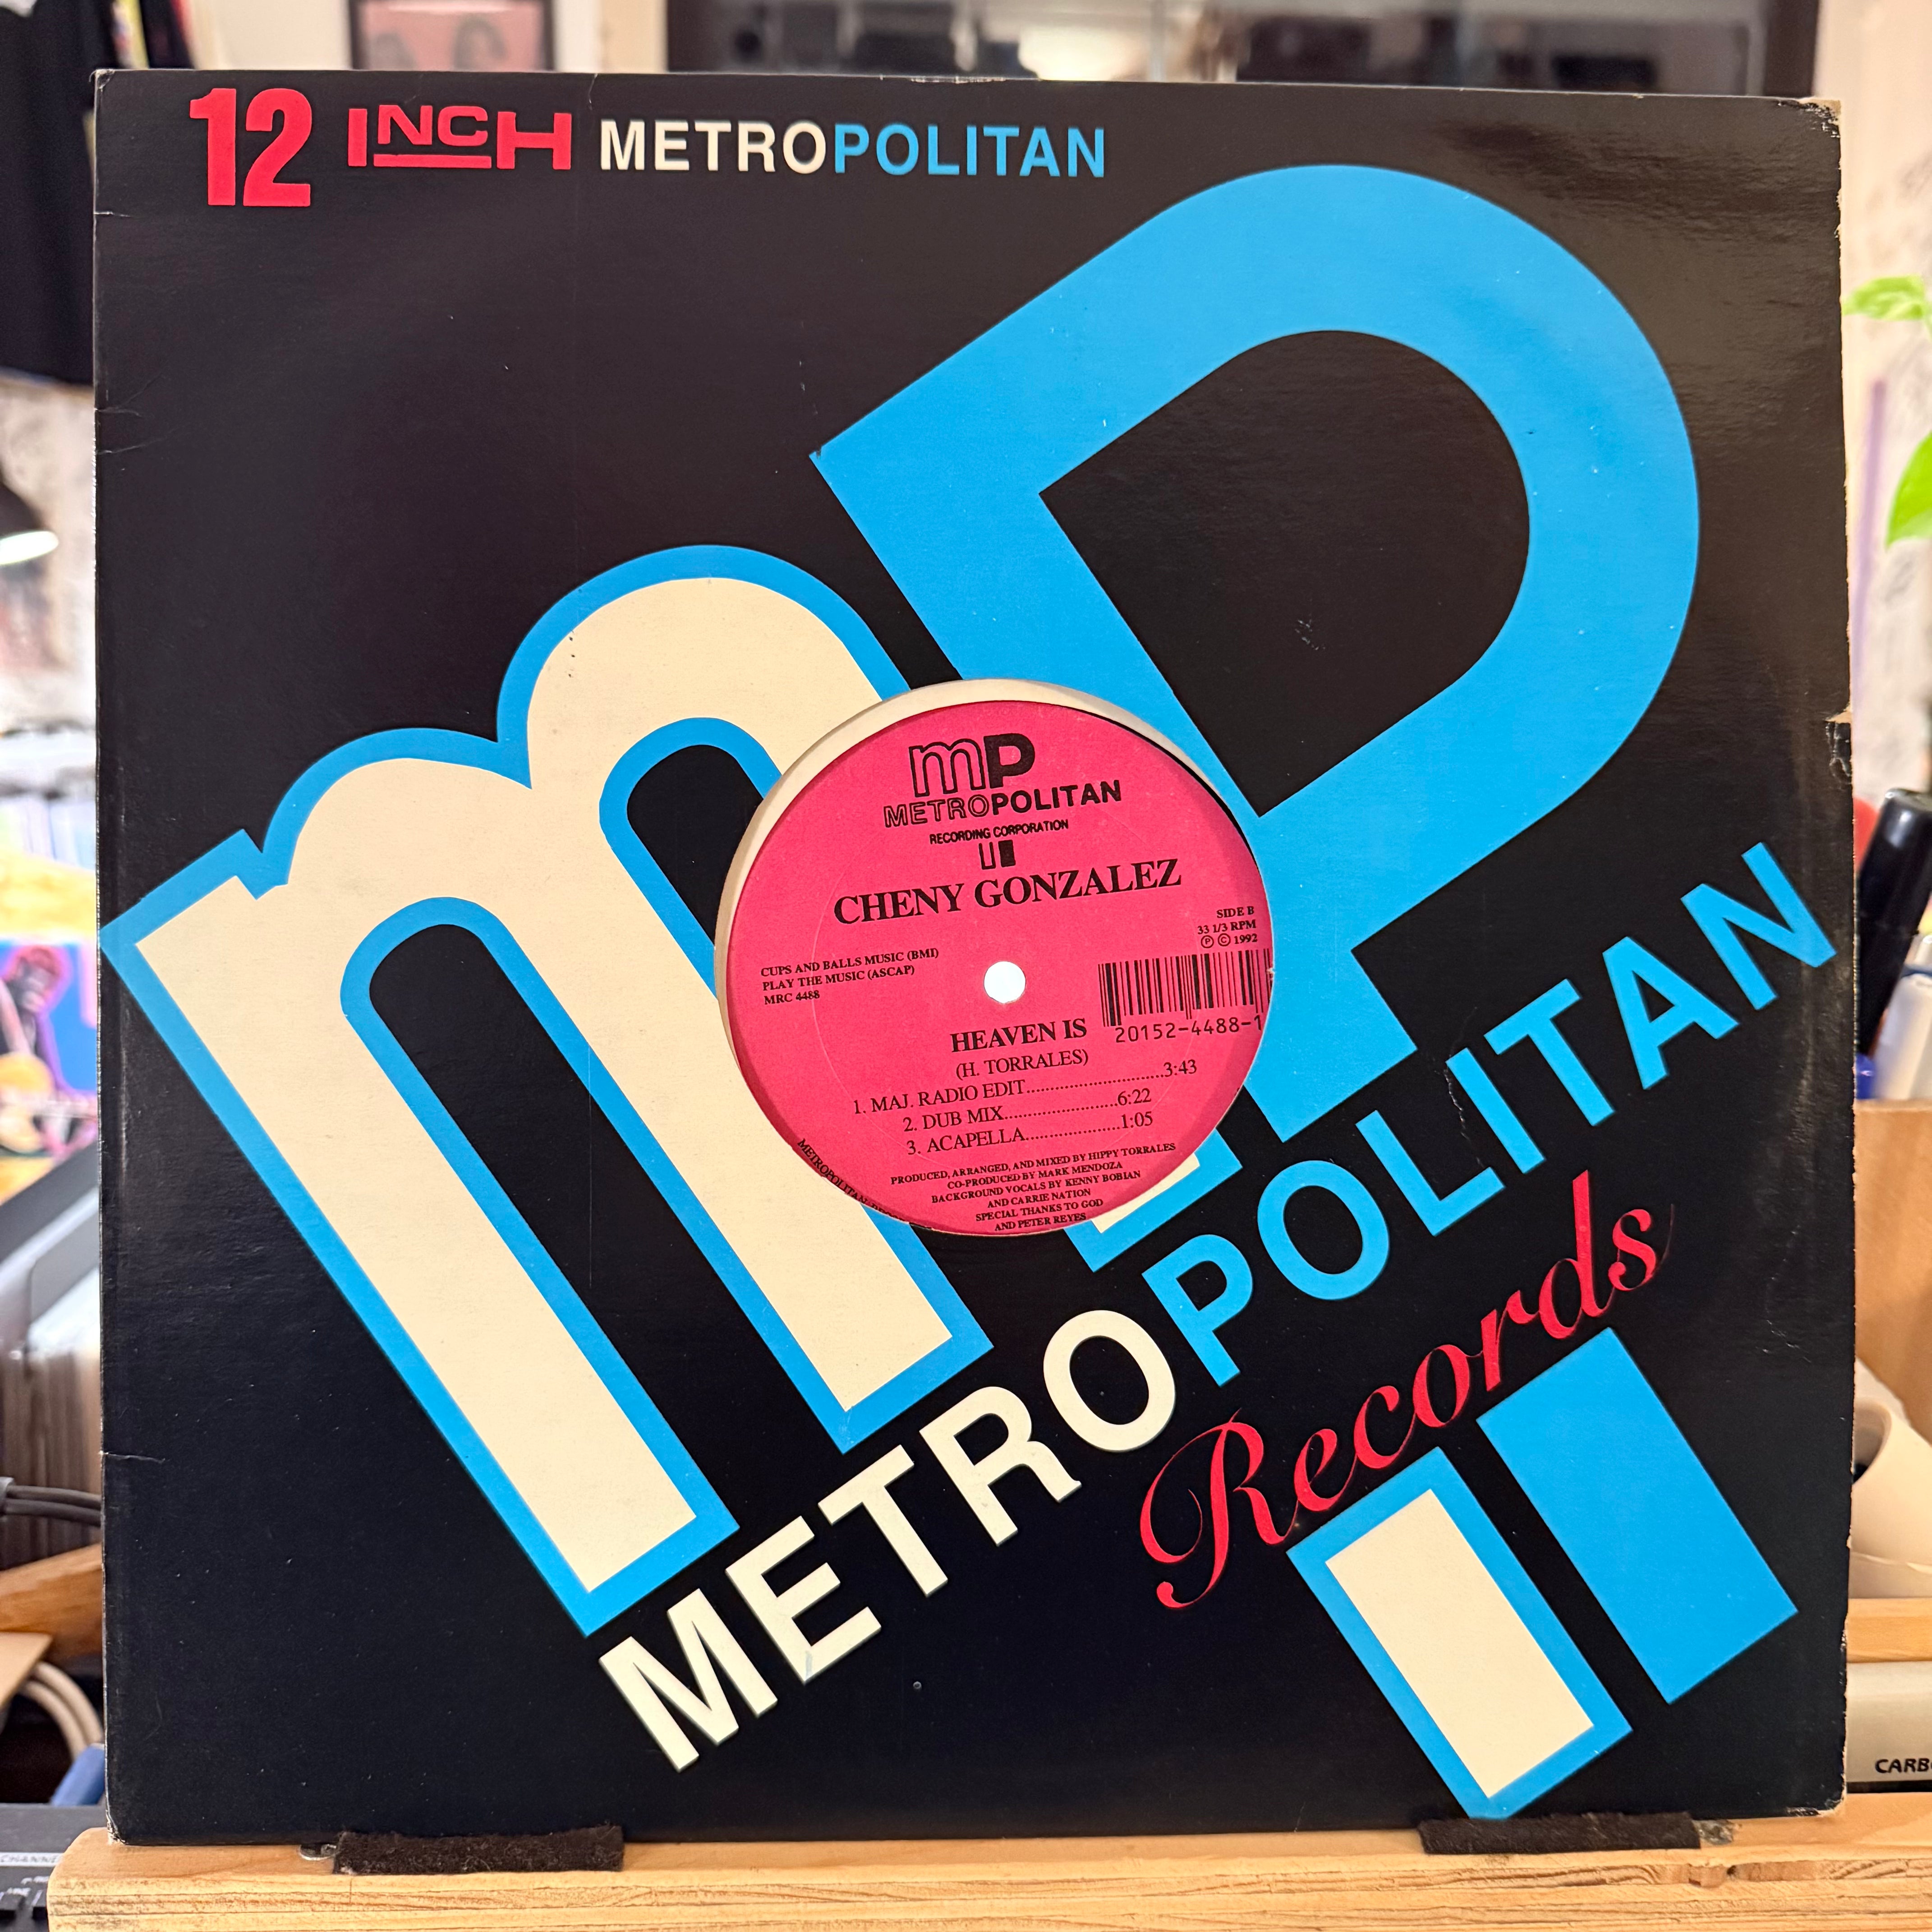 12 INCH METROPOLITAN
mP
METROPOLITAN
RECORDING CORPORATION
CHENY GONZALEZ
SIDE B
33 1/3 RPM
Ⓟ © 1992
CUPS AND BALLS MUSIC (BMI)
PLAY THE MUSIC (ASCAP)
MRC 4488
20152-4488-1
HEAVEN IS
(H. TORRALES)
1. MAJ. RADIO EDIT...........................3:43
2. DUB MIX......................6:22
3. ACAPELLA...................1:05
PRODUCED, ARRANGED, AND MIXED BY HIPPY TORRALES
CO-PRODUCED BY MARK MENDOZA
BACKGROUND VOCALS BY KENNY BOBIAN
AND CARRIE NATION
SPECIAL THANKS TO GOD
AND PETER REYES
METROPOLITAN
mP
METROPOLITAN
Records